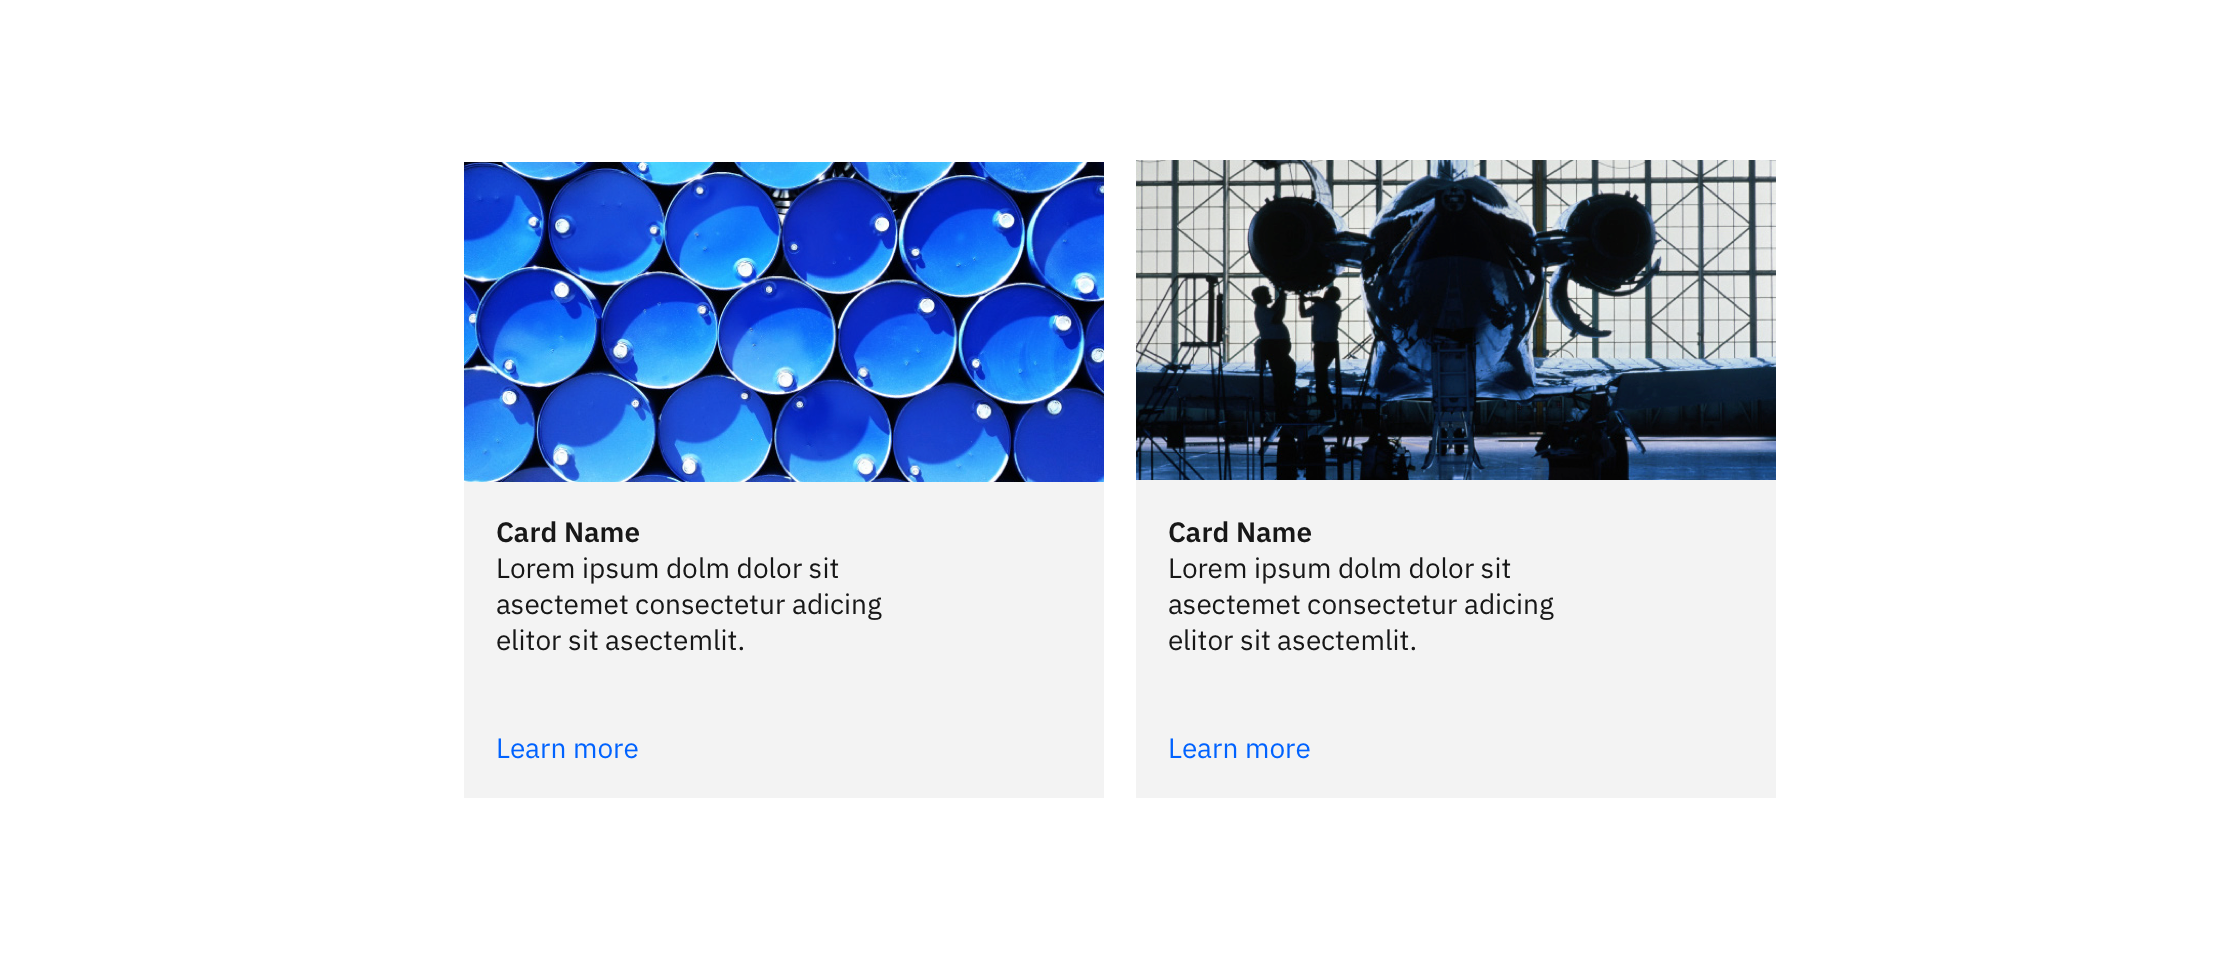 Card Name
Lorem ipsum dolm dolor sit
asectemet consectetur adicing
elitor sit asectemlit.
Learn more
Card Name
Lorem ipsum dolm dolor sit
asectemet consectetur adicing
elitor sit asectemlit.
Learn more